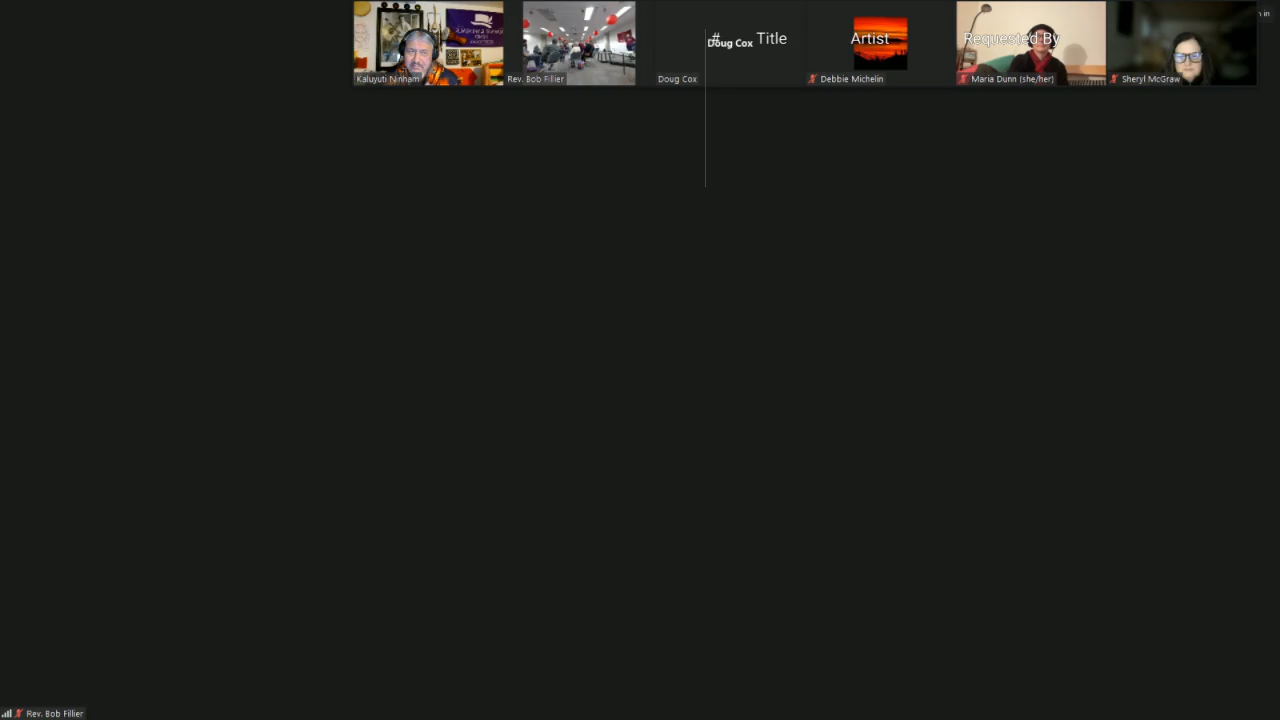 # Title Artist Requested By
Doug Cox
Kaluyuti Ninham
Rev. Bob Fillier
Doug Cox
Debbie Michelin
Maria Dunn (she/her)
Sheryl McGraw
Rev. Bob Fillier